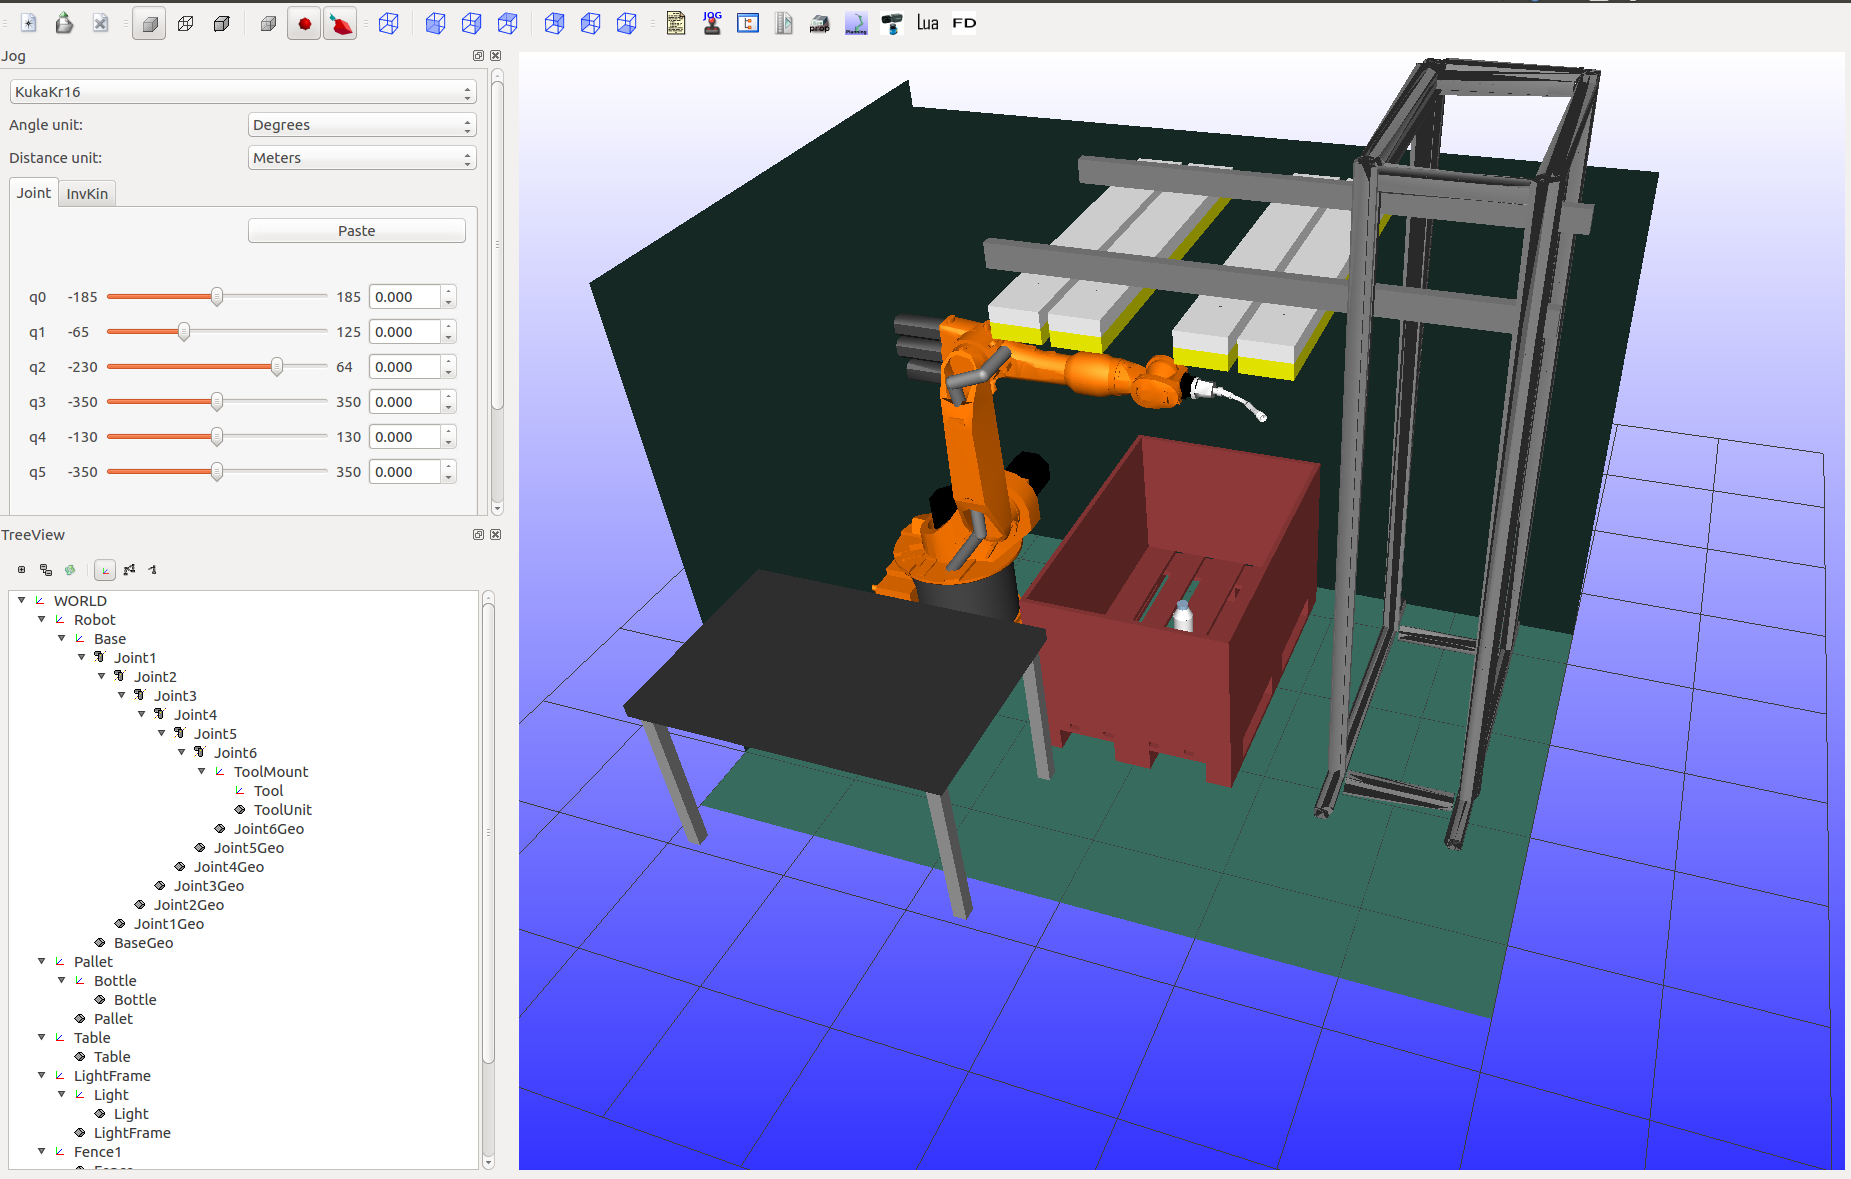 JOG
prop
Planning
Lua
FD
Jog
KukaKr16
Angle unit: Degrees
Distance unit: Meters
Joint InvKin
Paste
q0 -185 185 0.000
q1 -65 125 0.000
q2 -230 64 0.000
q3 -350 350 0.000
q4 -130 130 0.000
q5 -350 350 0.000
TreeView
WORLD
Robot
Base
Joint1
Joint2
Joint3
Joint4
Joint5
Joint6
ToolMount
Tool
ToolUnit
Joint6Geo
Joint5Geo
Joint4Geo
Joint3Geo
Joint2Geo
Joint1Geo
BaseGeo
Pallet
Bottle
Bottle
Pallet
Table
Table
LightFrame
Light
Light
LightFrame
Fence1